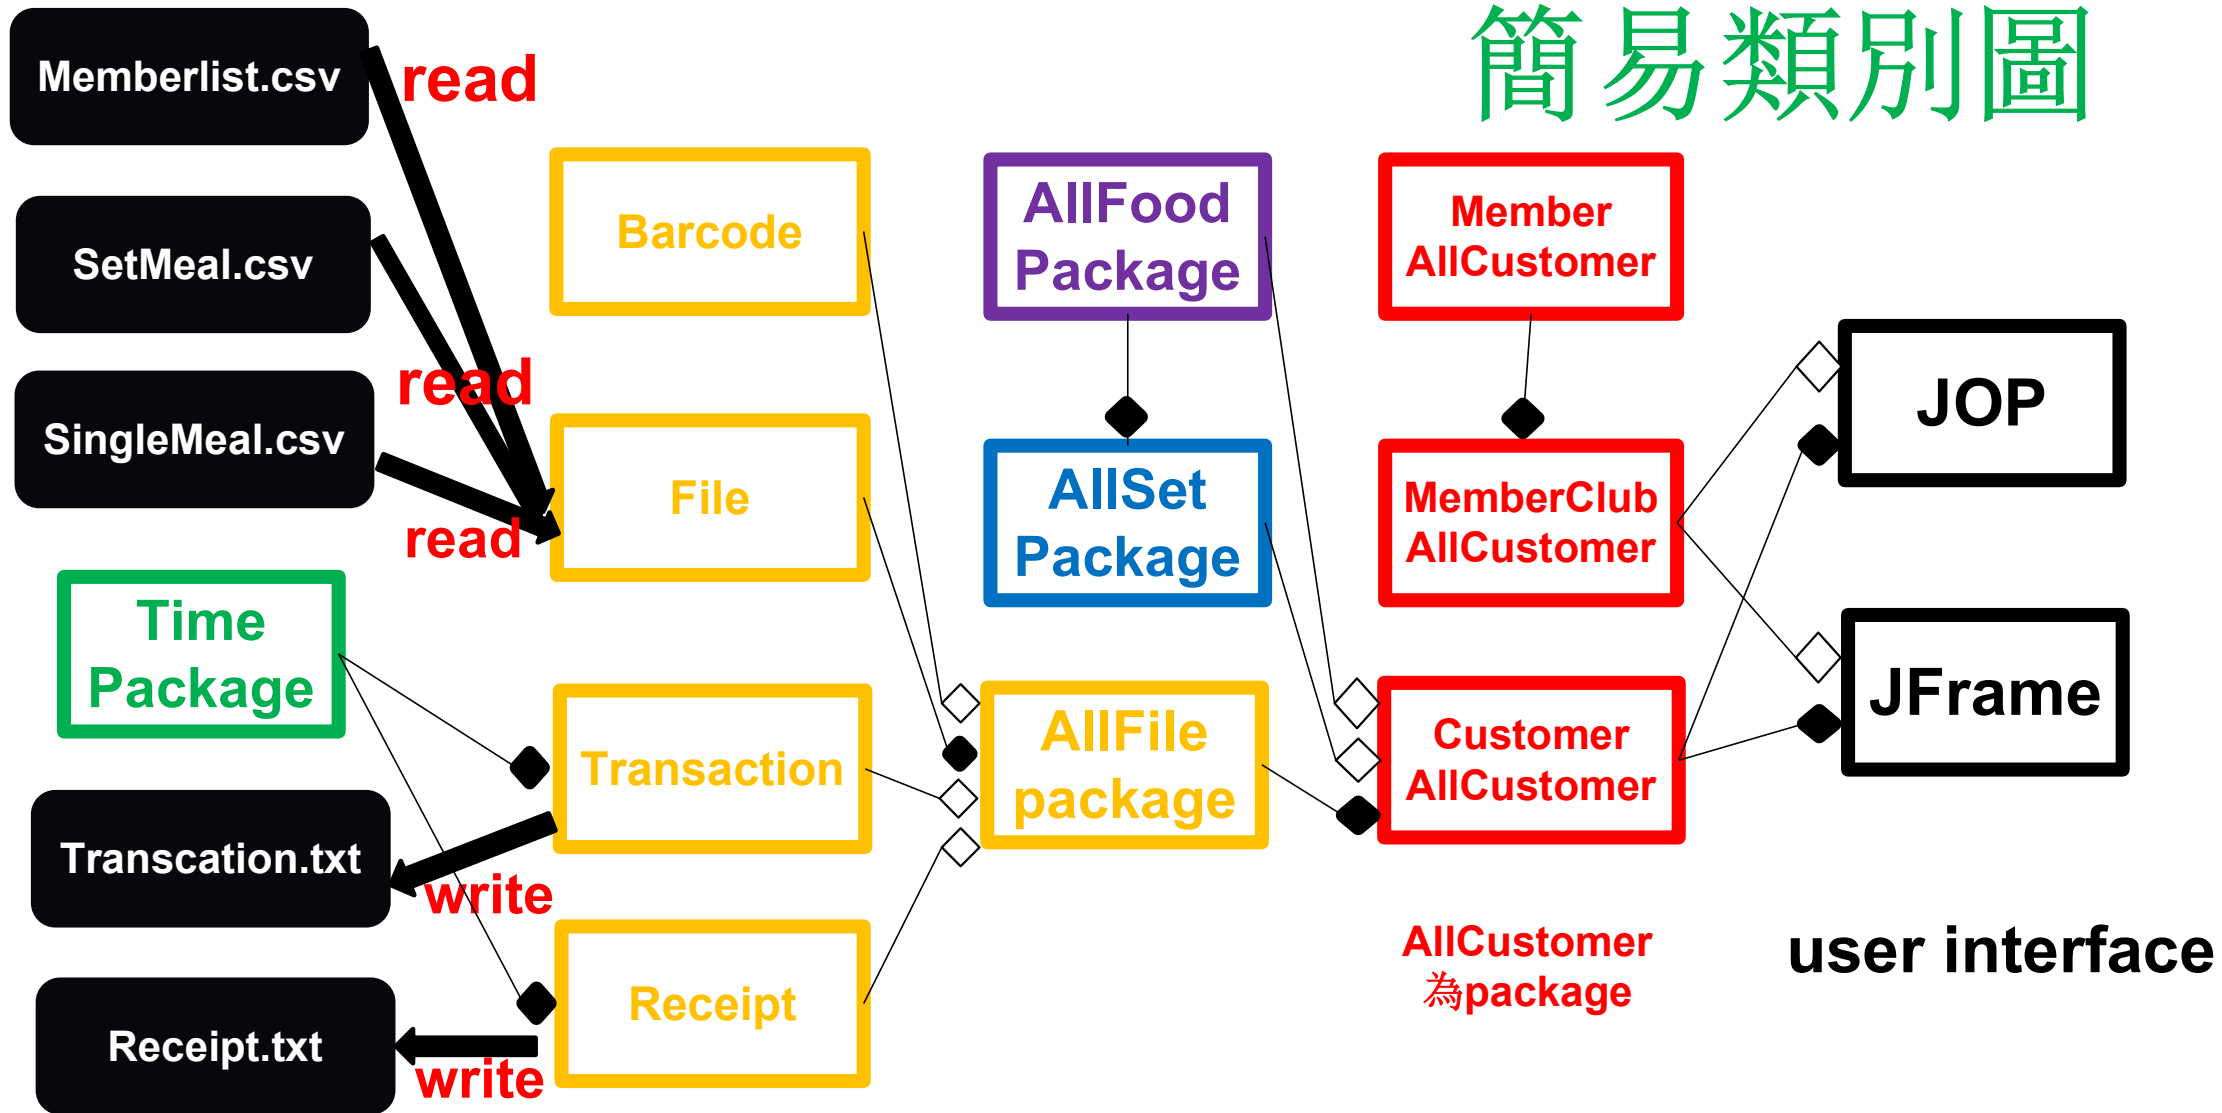 簡易類別圖
Memberlist.csv
read
SetMeal.csv
read
SingleMeal.csv
read
Barcode
File
Time
Package
Transaction
Transcation.txt
write
Receipt
Receipt.txt
write
AllFood
Package
AllSet
Package
AllFile
package
Member
AllCustomer
MemberClub
AllCustomer
Customer
AllCustomer
AllCustomer
為package
JOP
JFrame
user interface